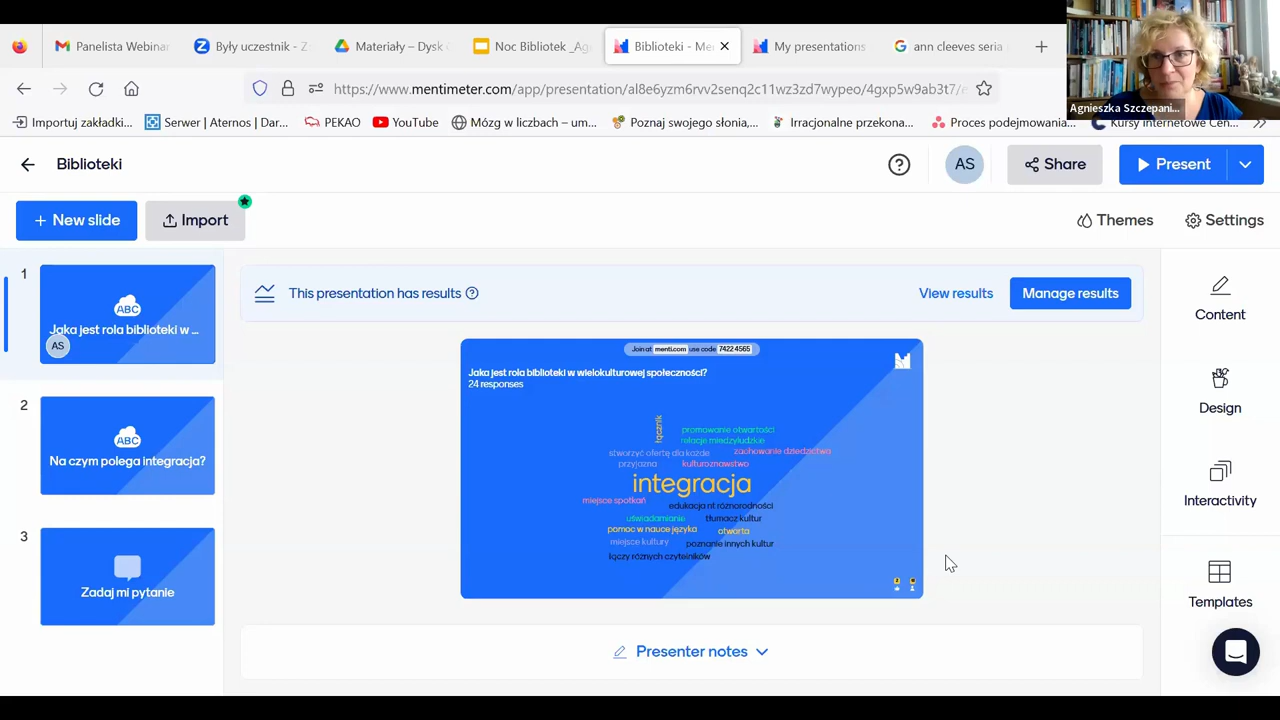 Panelista Webinar
Były uczestnik - Z
Materiały – Dysk
Noc Bibliotek _Ag
Biblioteki - Me
My presentations
ann cleeves seria
https://www.mentimeter.com/app/presentation/al8e6yzm6rvv2senq2c11wz3zd7wypeo/4gxp5w9ab3t7/e
Agnieszka Szczepani...
Importuj zakładki...
Serwer | Aternos | Dar...
PEKAO
YouTube
Mózg w liczbach – um...
Poznaj swojego słonia,...
Irracjonalne przekona...
Proces podejmowania...
Kursy internetowe Cen...
Biblioteki
AS
Share
Present
+ New slide
Import
Themes
Settings
1
ABC
Jaka jest rola biblioteki w ...
AS
2
ABC
Na czym polega integracja?
3
Zadaj mi pytanie
This presentation has results
View results
Manage results
Join at menti.com use code 7422 4565
Jaka jest rola biblioteki w wielokulturowej społeczności?
24 responses
łącznik
promowanie otwartości
relacje miedzyludzkie
stworzyć ofertę dla każde
zachowanie dziedzictwa
przyjazna
kulturoznawstwo
integracja
miejsce spotkań
edukacja nt różnorodności
uświadamianie
tłumacz kultur
pomoc w nauce języka
otwarta
miejsce kultury
poznanie innych kultur
łączy różnych czytelników
Presenter notes
Content
Design
Interactivity
Templates